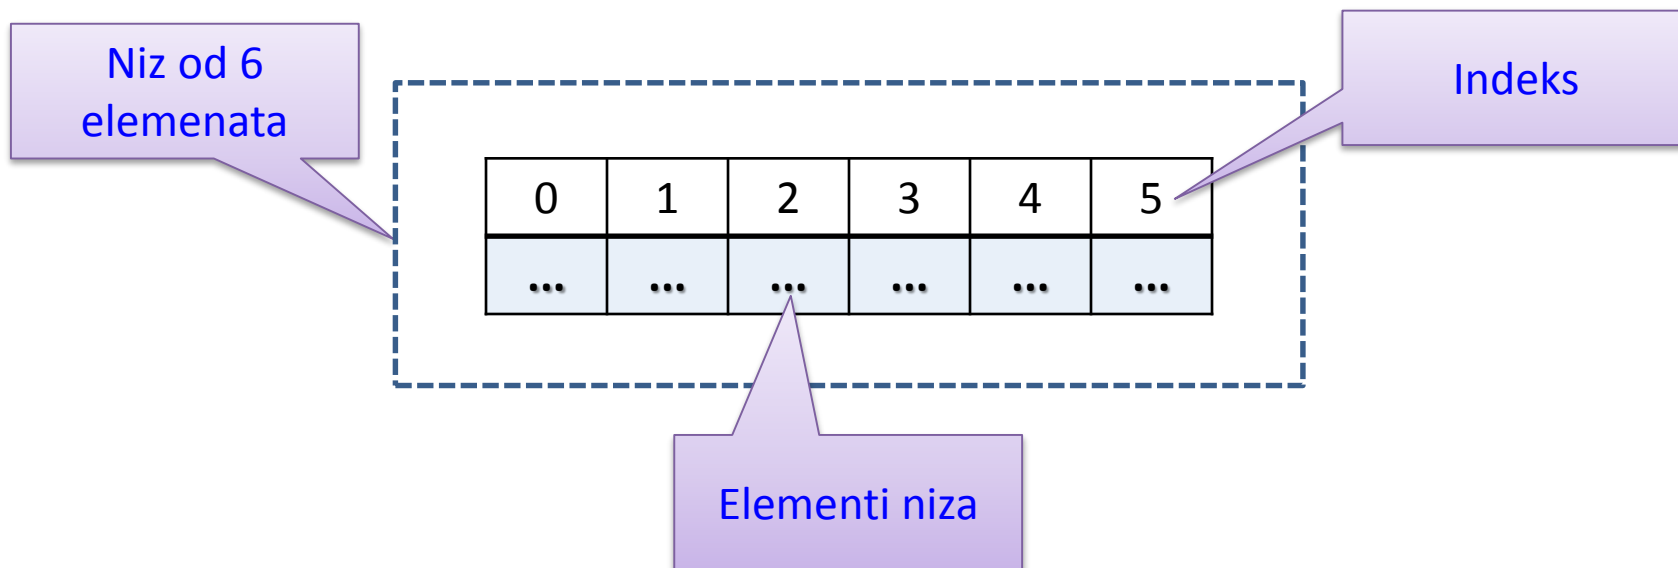 Niz od 6
elemenata
Indeks
0 1 2 3 4 5
... ... ... ... ... ...
Elementi niza